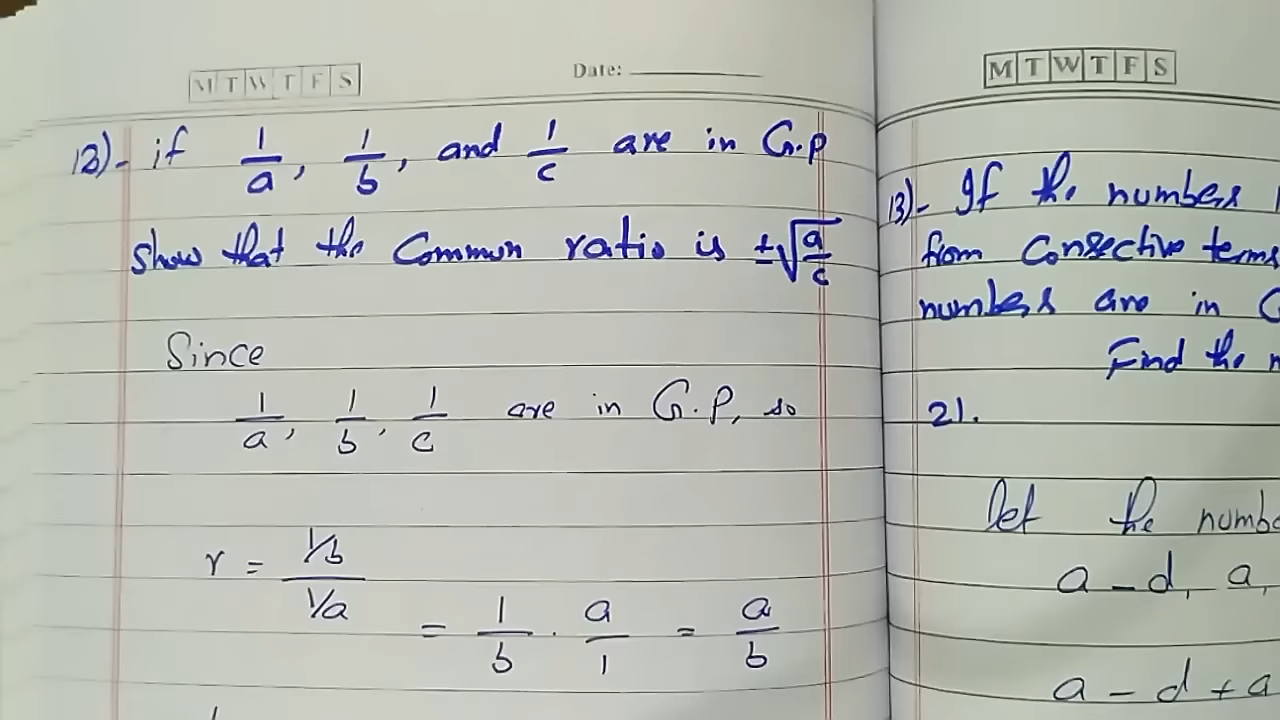 M T W T F S
Date:
12)- if 1/a, 1/b, and 1/c are in G.P
show that the Common ratio is ±√(a/c)
Since
1/a, 1/b, 1/c are in G.P, so
r = (1/b)/(1/a)
= 1/b . a/1 = a/b
M T W T F S
13)- If the numbers
from Consective terms
numbers are in
Find the
21.
let the numbe
a - d, a,
a - d + a